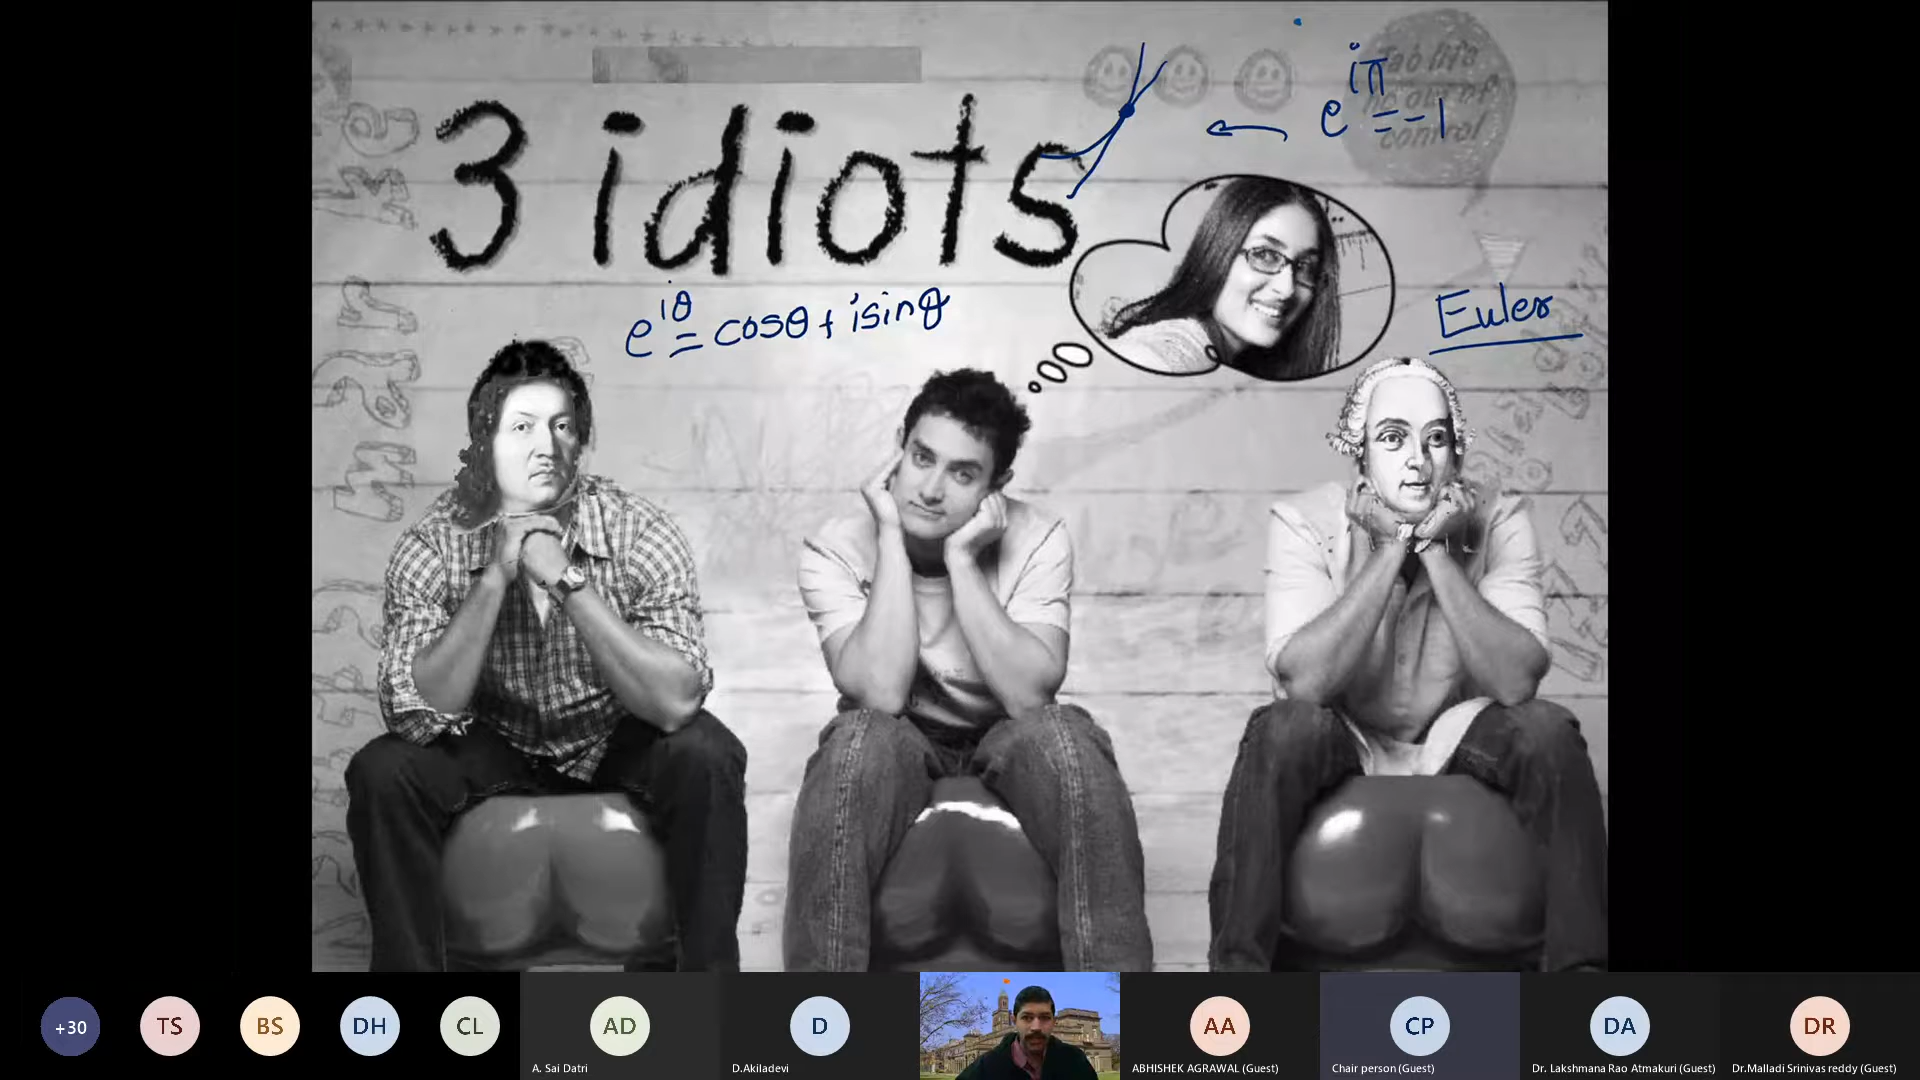 3 idiots
e^{iπ} = -1
e^{iθ} = cosθ + i sinθ
Euler
+30
TS
BS
DH
CL
AD
A. Sai Datri
D
D.Akiladevi
AA
ABHISHEK AGRAWAL (Guest)
CP
Chair person (Guest)
DA
Dr. Lakshmana Rao Atmakuri (Guest)
DR
Dr.Malladi Srinivas reddy (Guest)